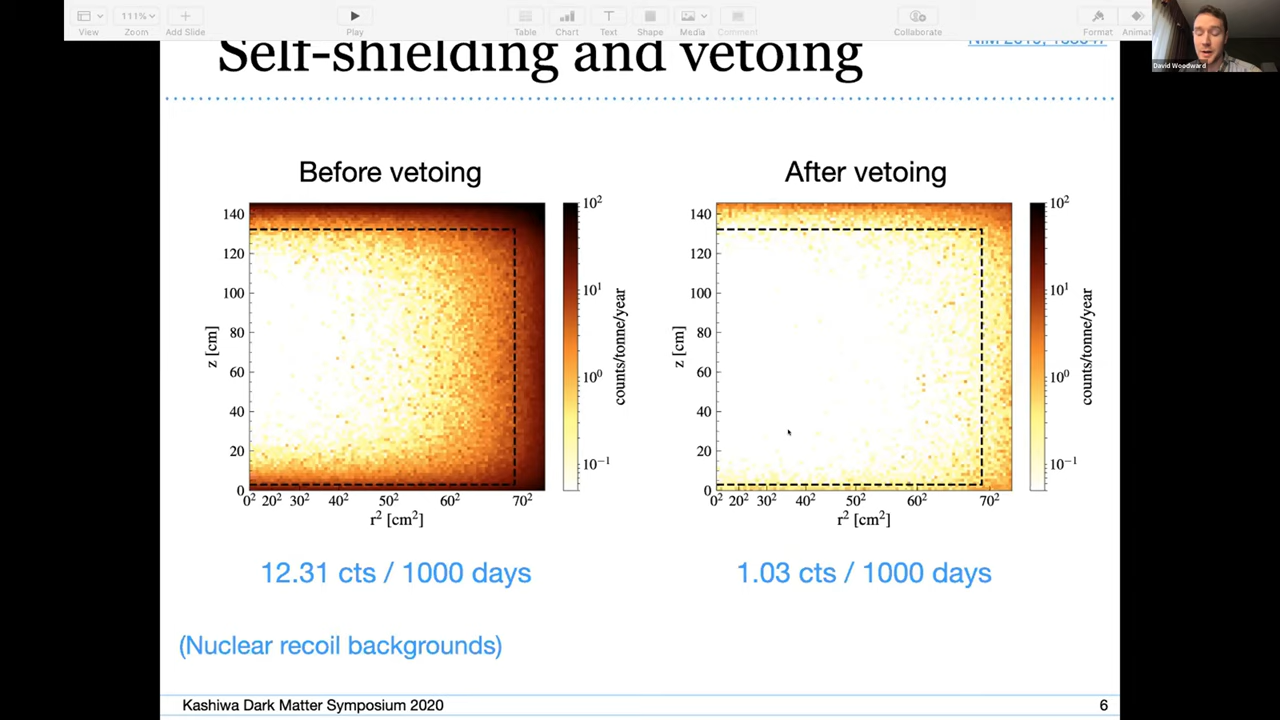 View
111%
Zoom
Add Slide
Play
Table
Chart
Text
Shape
Media
Comment
Collaborate
Format
Animat
David Woodward
Self-shielding and vetoing
Before vetoing
After vetoing
140
120
100
80
60
40
20
0
z [cm]
0² 20² 30² 40² 50² 60² 70²
r² [cm²]
10²
10¹
10⁰
10⁻¹
counts/tonne/year
140
120
100
80
60
40
20
0
z [cm]
0² 20² 30² 40² 50² 60² 70²
r² [cm²]
10²
10¹
10⁰
10⁻¹
counts/tonne/year
12.31 cts / 1000 days
1.03 cts / 1000 days
(Nuclear recoil backgrounds)
Kashiwa Dark Matter Symposium 2020
6